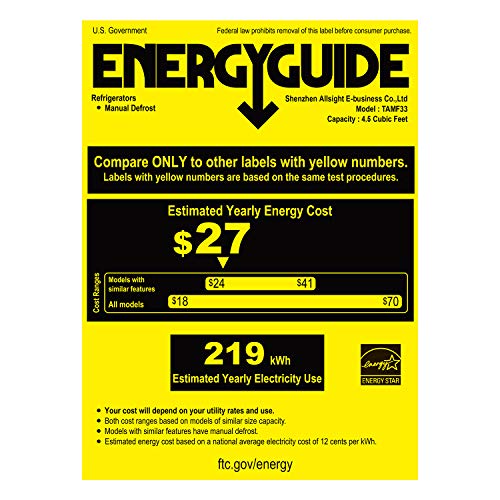 U.S. Government
Federal law prohibits removal of this label before consumer purchase.
ENERGYGUIDE
Refrigerators
• Manual Defrost
Shenzhen Allsight E-business Co.,Ltd
Model : TAMF33
Capacity : 4.5 Cubic Feet
Compare ONLY to other labels with yellow numbers.
Labels with yellow numbers are based on the same test procedures.
Estimated Yearly Energy Cost
$27
Cost Ranges
Models with
similar features
$24 $41
All models
$18 $70
219 kWh
Estimated Yearly Electricity Use
energy
ENERGY STAR
• Your cost will depend on your utility rates and use.
• Both cost ranges based on models of similar size capacity.
• Models with similar features have manual defrost.
• Estimated energy cost based on a national average electricity cost of 12 cents per kWh.
ftc.gov/energy